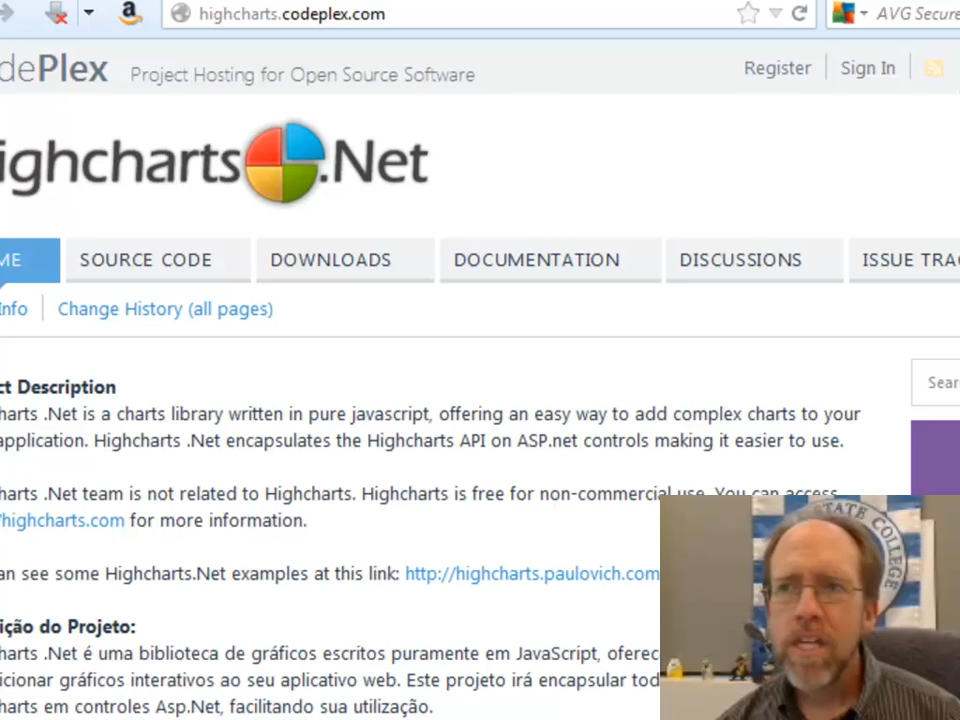 highcharts.codeplex.com
AVG Secure
dePlex Project Hosting for Open Source Software
Register Sign In
ighcharts .Net
ME SOURCE CODE DOWNLOADS DOCUMENTATION DISCUSSIONS ISSUE TRA
Info Change History (all pages)
ct Description
Sear
harts .Net is a charts library written in pure javascript, offering an easy way to add complex charts to your
application. Highcharts .Net encapsulates the Highcharts API on ASP.net controls making it easier to use.
harts .Net team is not related to Highcharts. Highcharts is free for non-commercial use. You can access
/highcharts.com for more information.
an see some Highcharts.Net examples at this link: http://highcharts.paulovich.com
ição do Projeto:
harts .Net é uma biblioteca de gráficos escritos puramente em JavaScript, oferec
icionar gráficos interativos ao seu aplicativo web. Este projeto irá encapsular tod
harts em controles Asp.Net, facilitando sua utilização.
STATE COLLEGE